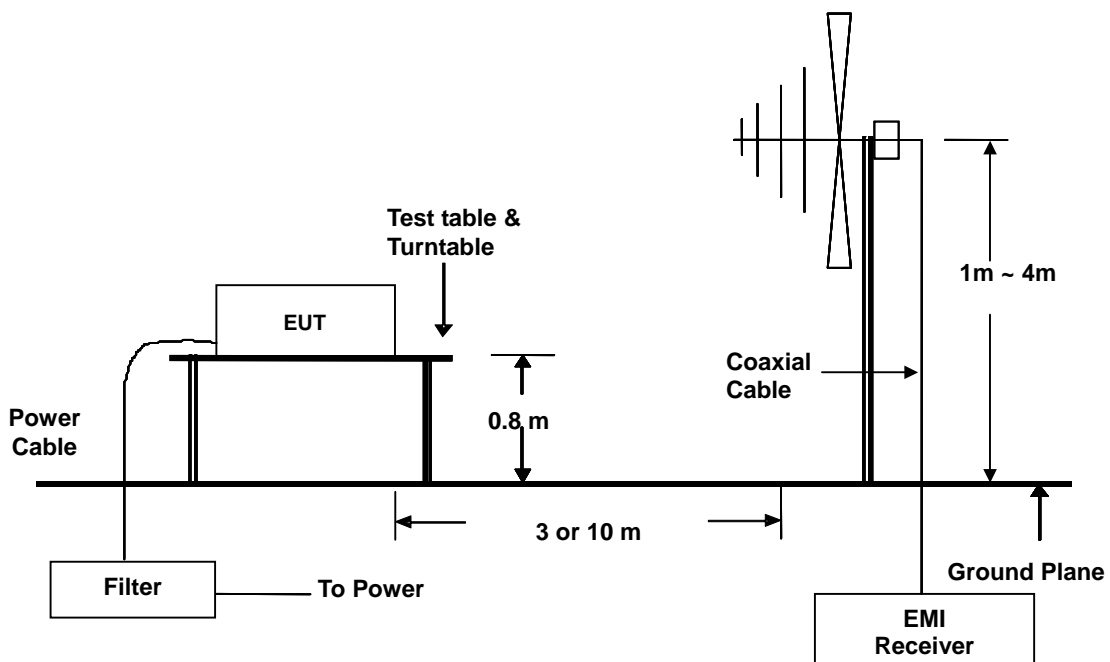 Test table &
Turntable
EUT
1m ~ 4m
Coaxial
Cable
0.8 m
Power
Cable
3 or 10 m
Filter
To Power
Ground Plane
EMI
Receiver